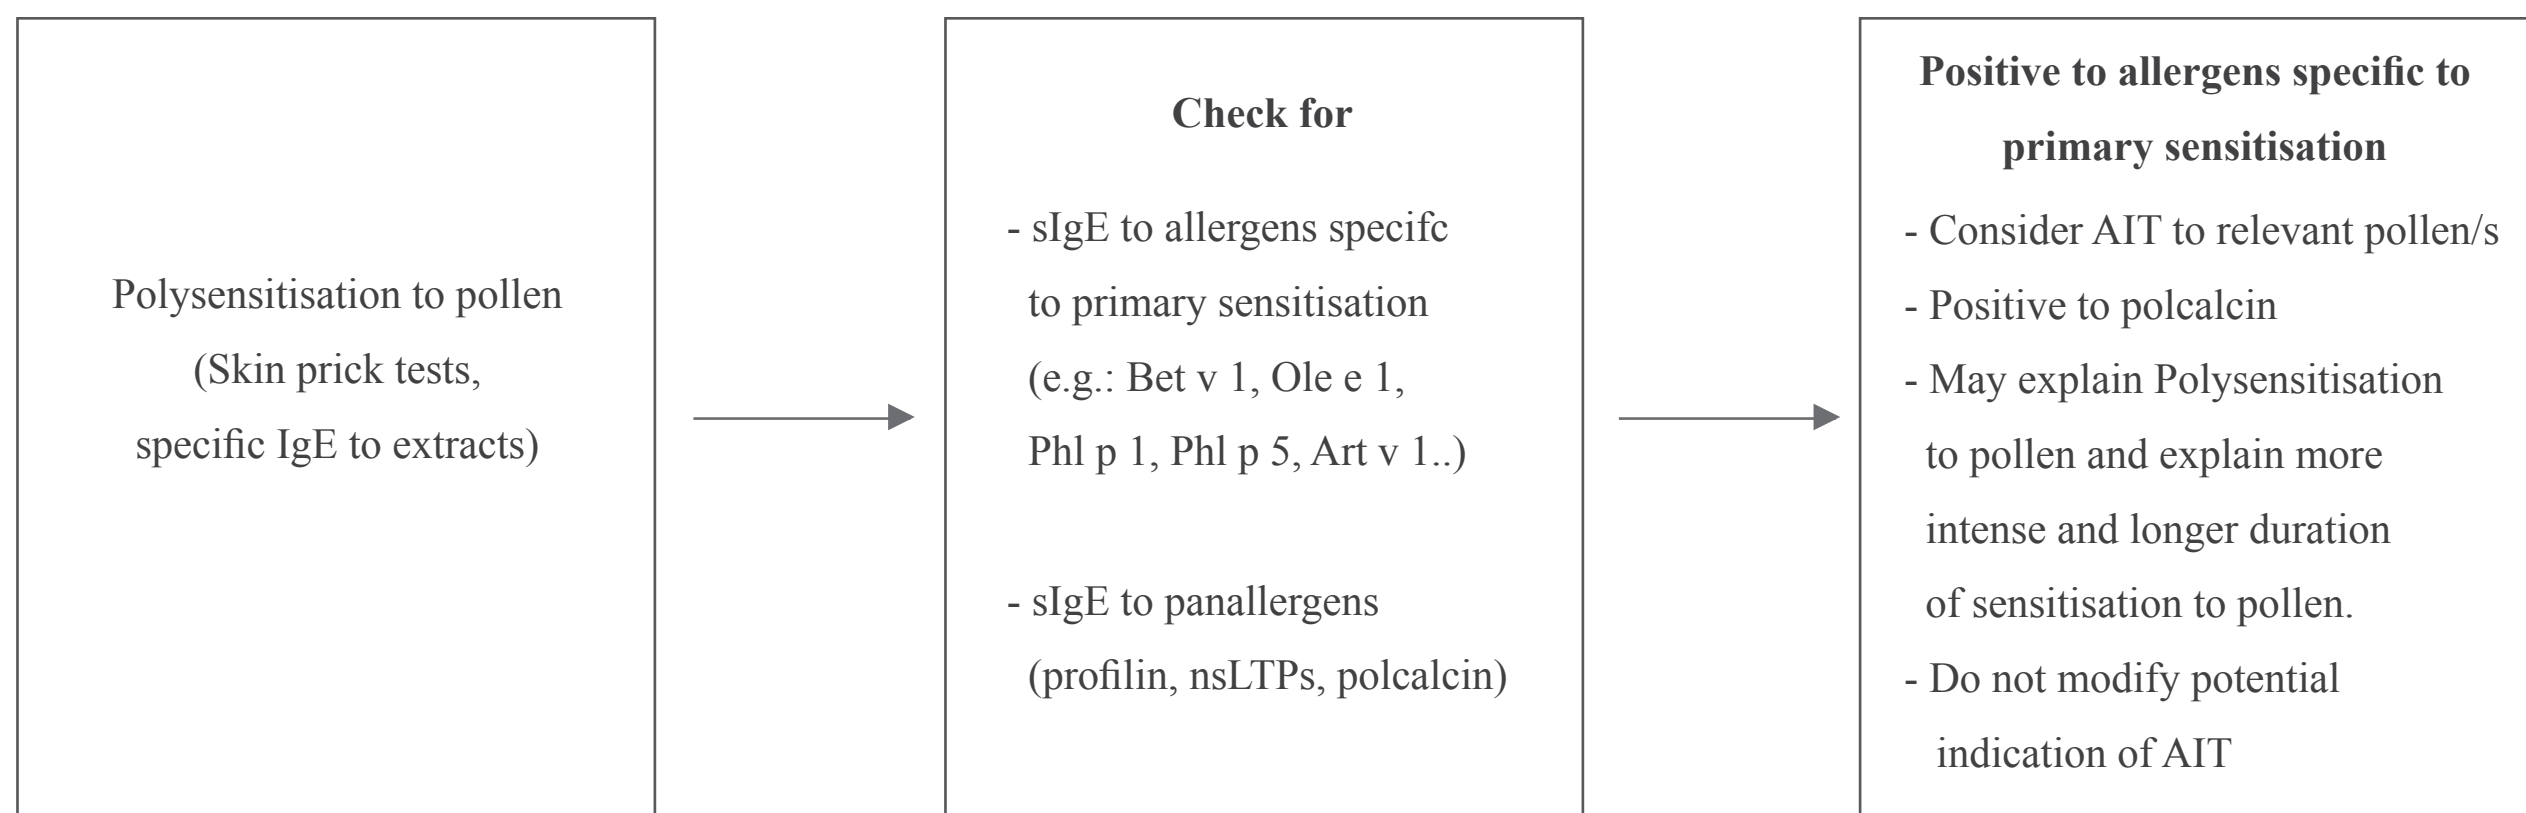 Polysensitisation to pollen
(Skin prick tests,
specific IgE to extracts)
Check for
- sIgE to allergens specifc
to primary sensitisation
(e.g.: Bet v 1, Ole e 1,
Phl p 1, Phl p 5, Art v 1..)
- sIgE to panallergens
(profilin, nsLTPs, polcalcin)
Positive to allergens specific to
primary sensitisation
- Consider AIT to relevant pollen/s
- Positive to polcalcin
- May explain Polysensitisation
to pollen and explain more
intense and longer duration
of sensitisation to pollen.
- Do not modify potential
indication of AIT